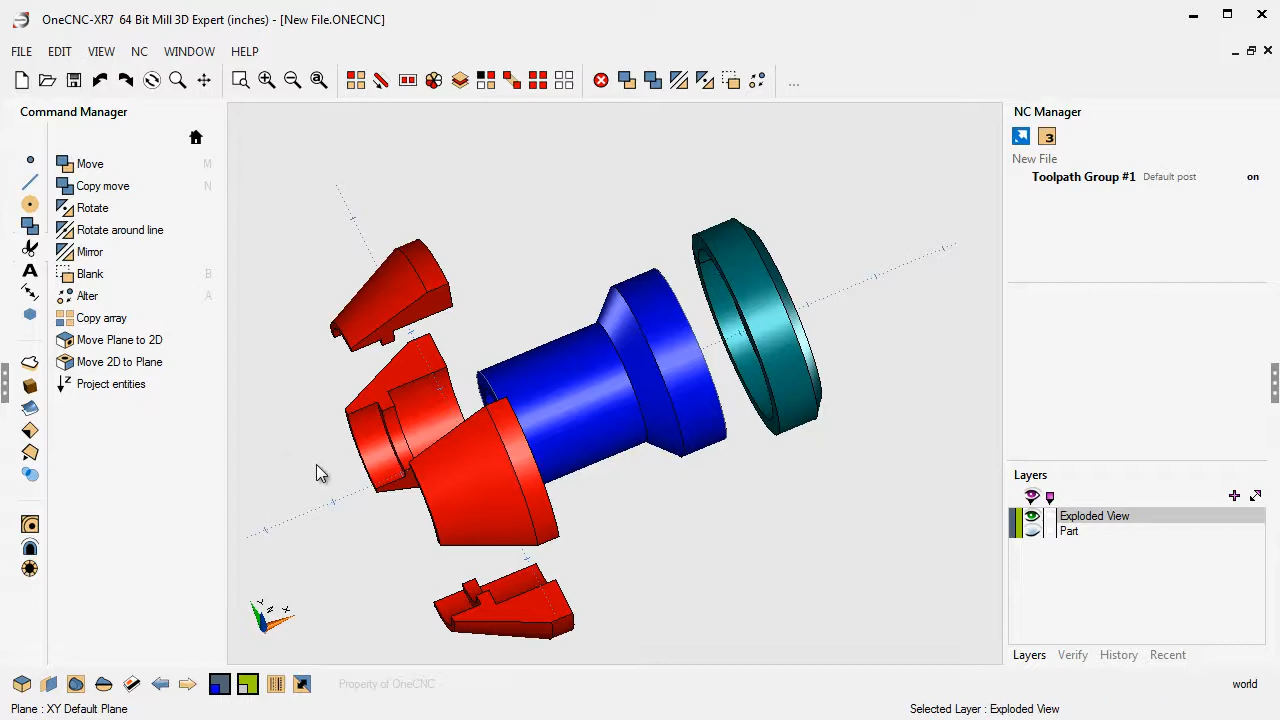 OneCNC-XR7 64 Bit Mill 3D Expert (inches) - [New File.ONECNC]
FILE EDIT VIEW NC WINDOW HELP
Command Manager
Move M
Copy move N
Rotate
Rotate around line
Mirror
Blank B
Alter A
Copy array
Move Plane to 2D
Move 2D to Plane
Project entities
A
NC Manager
3
New File
Toolpath Group #1 Default post on
Layers
Exploded View
Part
Layers Verify History Recent
Y Z X
Property of OneCNC
world
Plane : XY Default Plane
Selected Layer : Exploded View